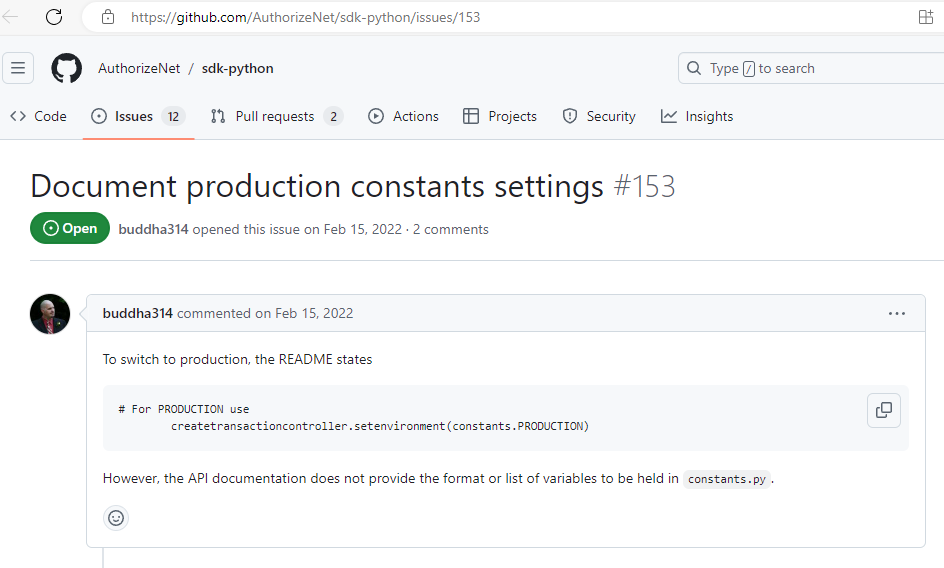 https://github.com/AuthorizeNet/sdk-python/issues/153
AuthorizeNet / sdk-python
Type / to search
Code Issues 12 Pull requests 2 Actions Projects Security Insights
Document production constants settings #153
Open buddha314 opened this issue on Feb 15, 2022 · 2 comments
buddha314 commented on Feb 15, 2022
To switch to production, the README states
# For PRODUCTION use
createtransactioncontroller.setenvironment(constants.PRODUCTION)
However, the API documentation does not provide the format or list of variables to be held in constants.py.